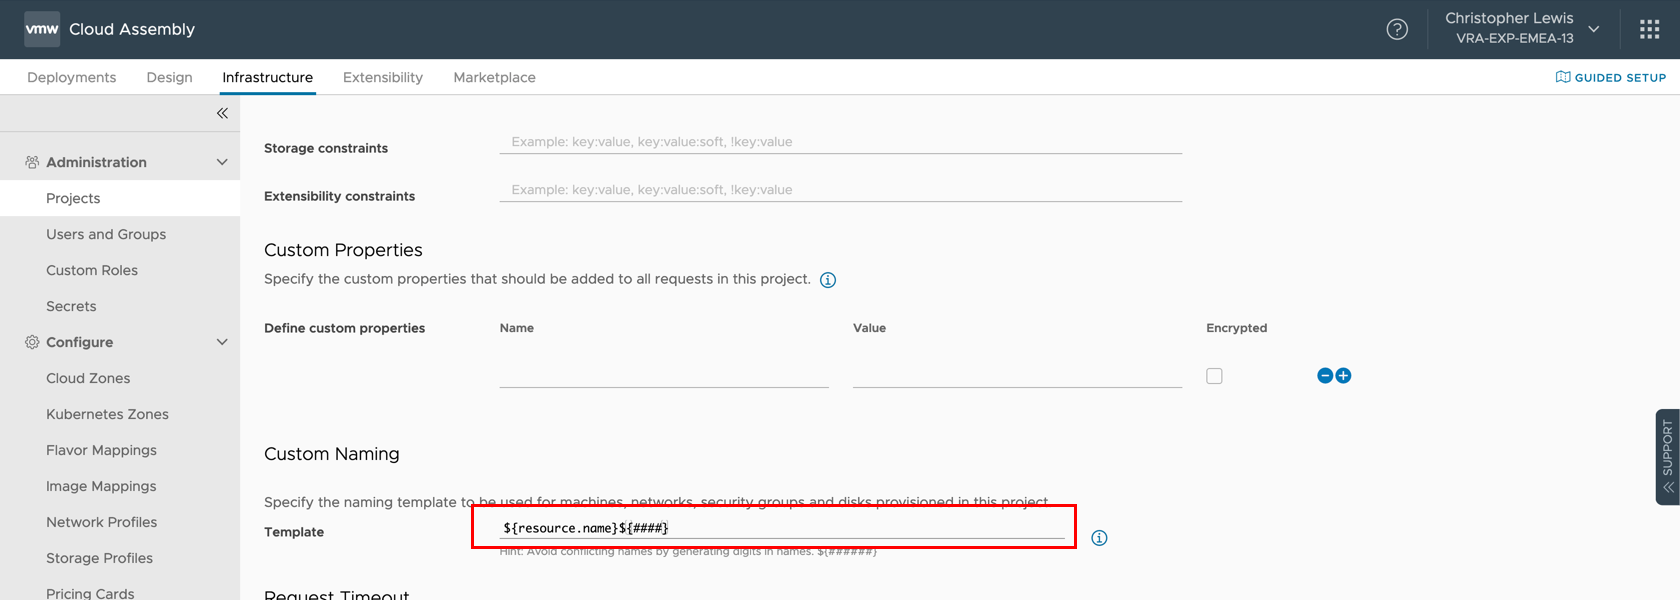 vmw Cloud Assembly
Christopher Lewis
VRA-EXP-EMEA-13
Deployments Design Infrastructure Extensibility Marketplace
GUIDED SETUP
Administration
Projects
Users and Groups
Custom Roles
Secrets
Configure
Cloud Zones
Kubernetes Zones
Flavor Mappings
Image Mappings
Network Profiles
Storage Profiles
Pricing Cards
Storage constraints Example: key:value, key:value:soft, !key:value
Extensibility constraints Example: key:value, key:value:soft, !key:value
Custom Properties
Specify the custom properties that should be added to all requests in this project.
Define custom properties Name Value Encrypted
Custom Naming
Specify the naming template to be used for machines, networks, security groups and disks provisioned in this project.
Template ${resource.name}${####}
Hint: Avoid conflicting names by generating digits in names. ${######}
Request Timeout
SUPPORT